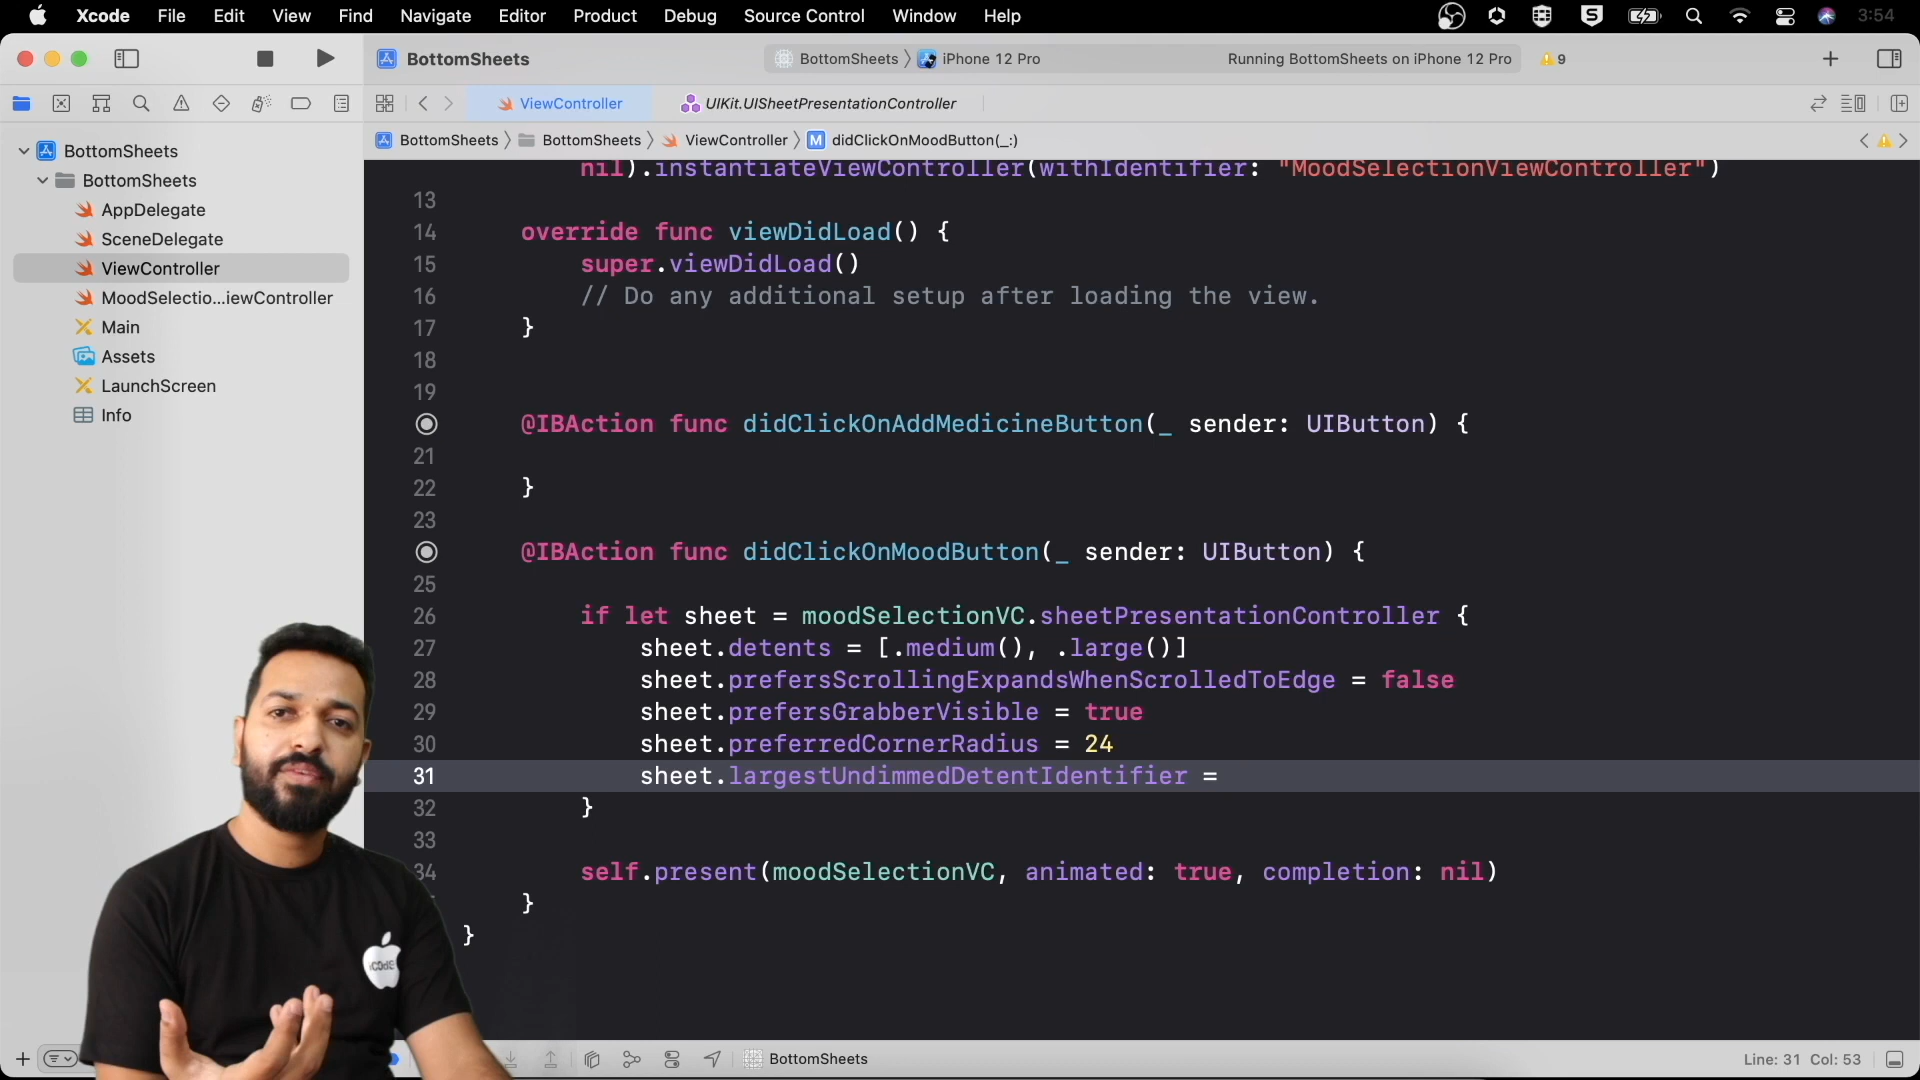 Xcode File Edit View Find Navigate Editor Product Debug Source Control Window Help 3:54
BottomSheets BottomSheets iPhone 12 Pro Running BottomSheets on iPhone 12 Pro 9
ViewController UIKit.UISheetPresentationController
BottomSheets BottomSheets ViewController M didClickOnMoodButton(_:)
BottomSheets
BottomSheets
AppDelegate
SceneDelegate
ViewController
MoodSelectio...iewController
Main
Assets
LaunchScreen
Info
nil).instantiateViewController(withIdentifier: "MoodSelectionViewController")
13
14 override func viewDidLoad() {
15 super.viewDidLoad()
16 // Do any additional setup after loading the view.
17 }
18
19
@IBAction func didClickOnAddMedicineButton(_ sender: UIButton) {
21
22 }
23
@IBAction func didClickOnMoodButton(_ sender: UIButton) {
25
26 if let sheet = moodSelectionVC.sheetPresentationController {
27 sheet.detents = [.medium(), .large()]
28 sheet.prefersScrollingExpandsWhenScrolledToEdge = false
29 sheet.prefersGrabberVisible = true
30 sheet.preferredCornerRadius = 24
31 sheet.largestUndimmedDetentIdentifier =
32 }
33
34 self.present(moodSelectionVC, animated: true, completion: nil)
}
}
iCode
BottomSheets
Line: 31 Col: 53